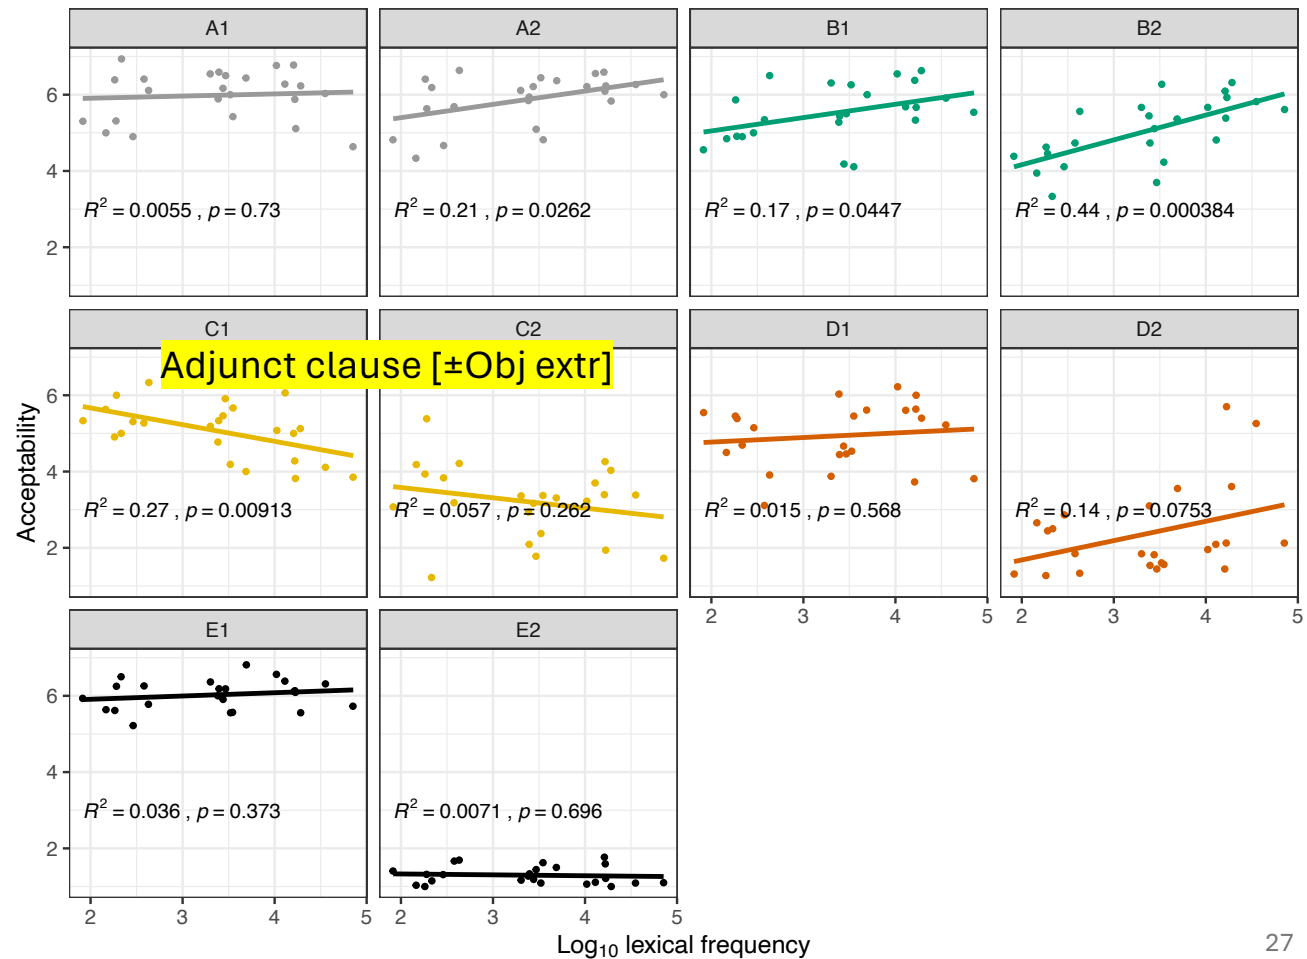 A1 A2 B1 B2
6
4
2
R² = 0.0055 , p = 0.73
R² = 0.21 , p = 0.0262
R² = 0.17 , p = 0.0447
R² = 0.44 , p = 0.000384
C1 C2 D1 D2
Adjunct clause [±Obj extr]
Acceptability
6
4
2
R² = 0.27 , p = 0.00913
R² = 0.057 , p = 0.262
R² = 0.015 , p = 0.568
R² = 0.14 , p = 0.0753
2 3 4 5 2 3 4 5
E1 E2
6
4
2
R² = 0.036 , p = 0.373
R² = 0.0071 , p = 0.696
2 3 4 5 2 3 4 5
Log₁₀ lexical frequency
27